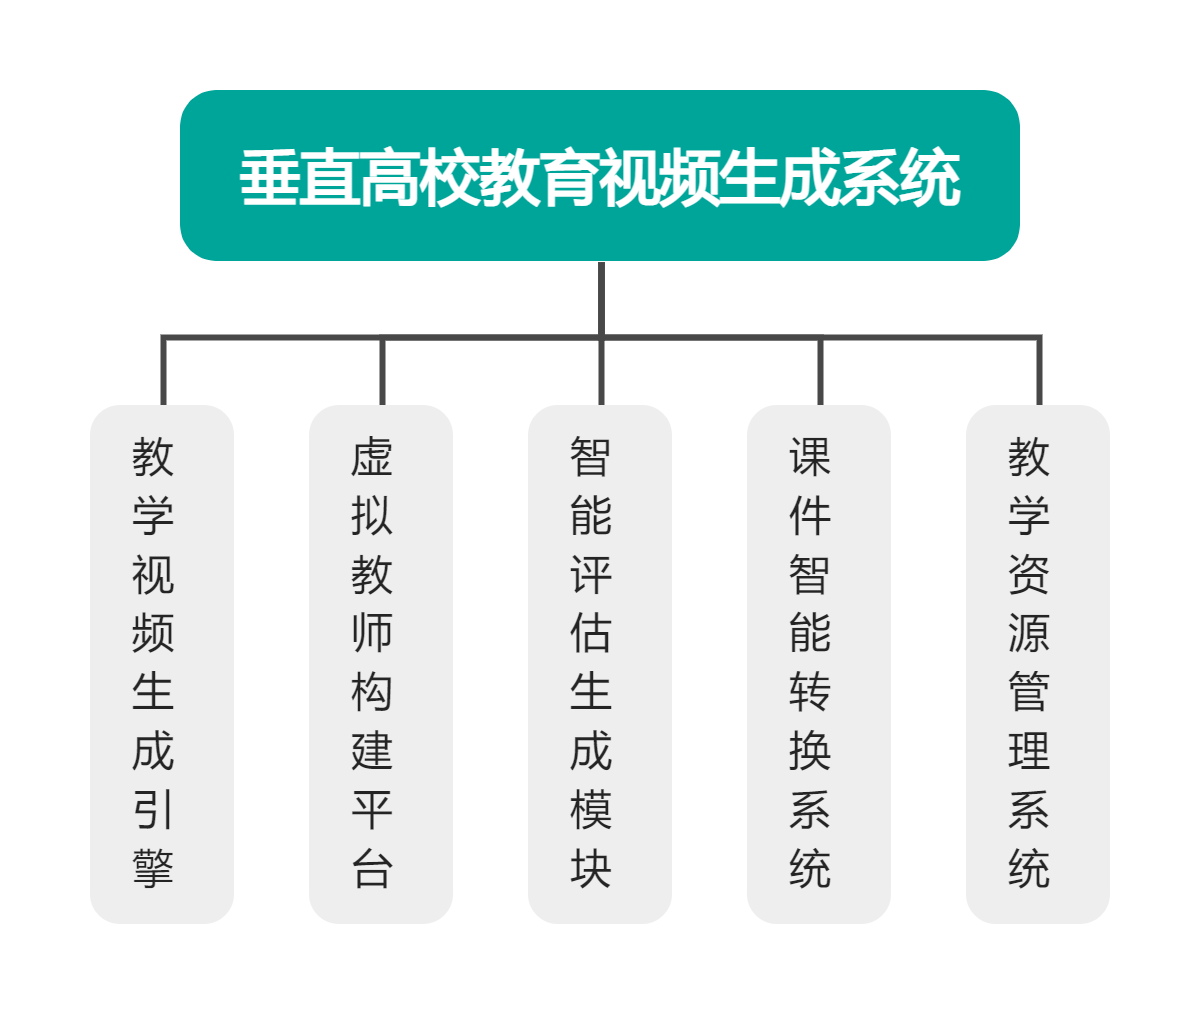 垂直高校教育视频生成系统
教学视频生成引擎
虚拟教师构建平台
智能评估生成模块
课件智能转换系统
教学资源管理系统